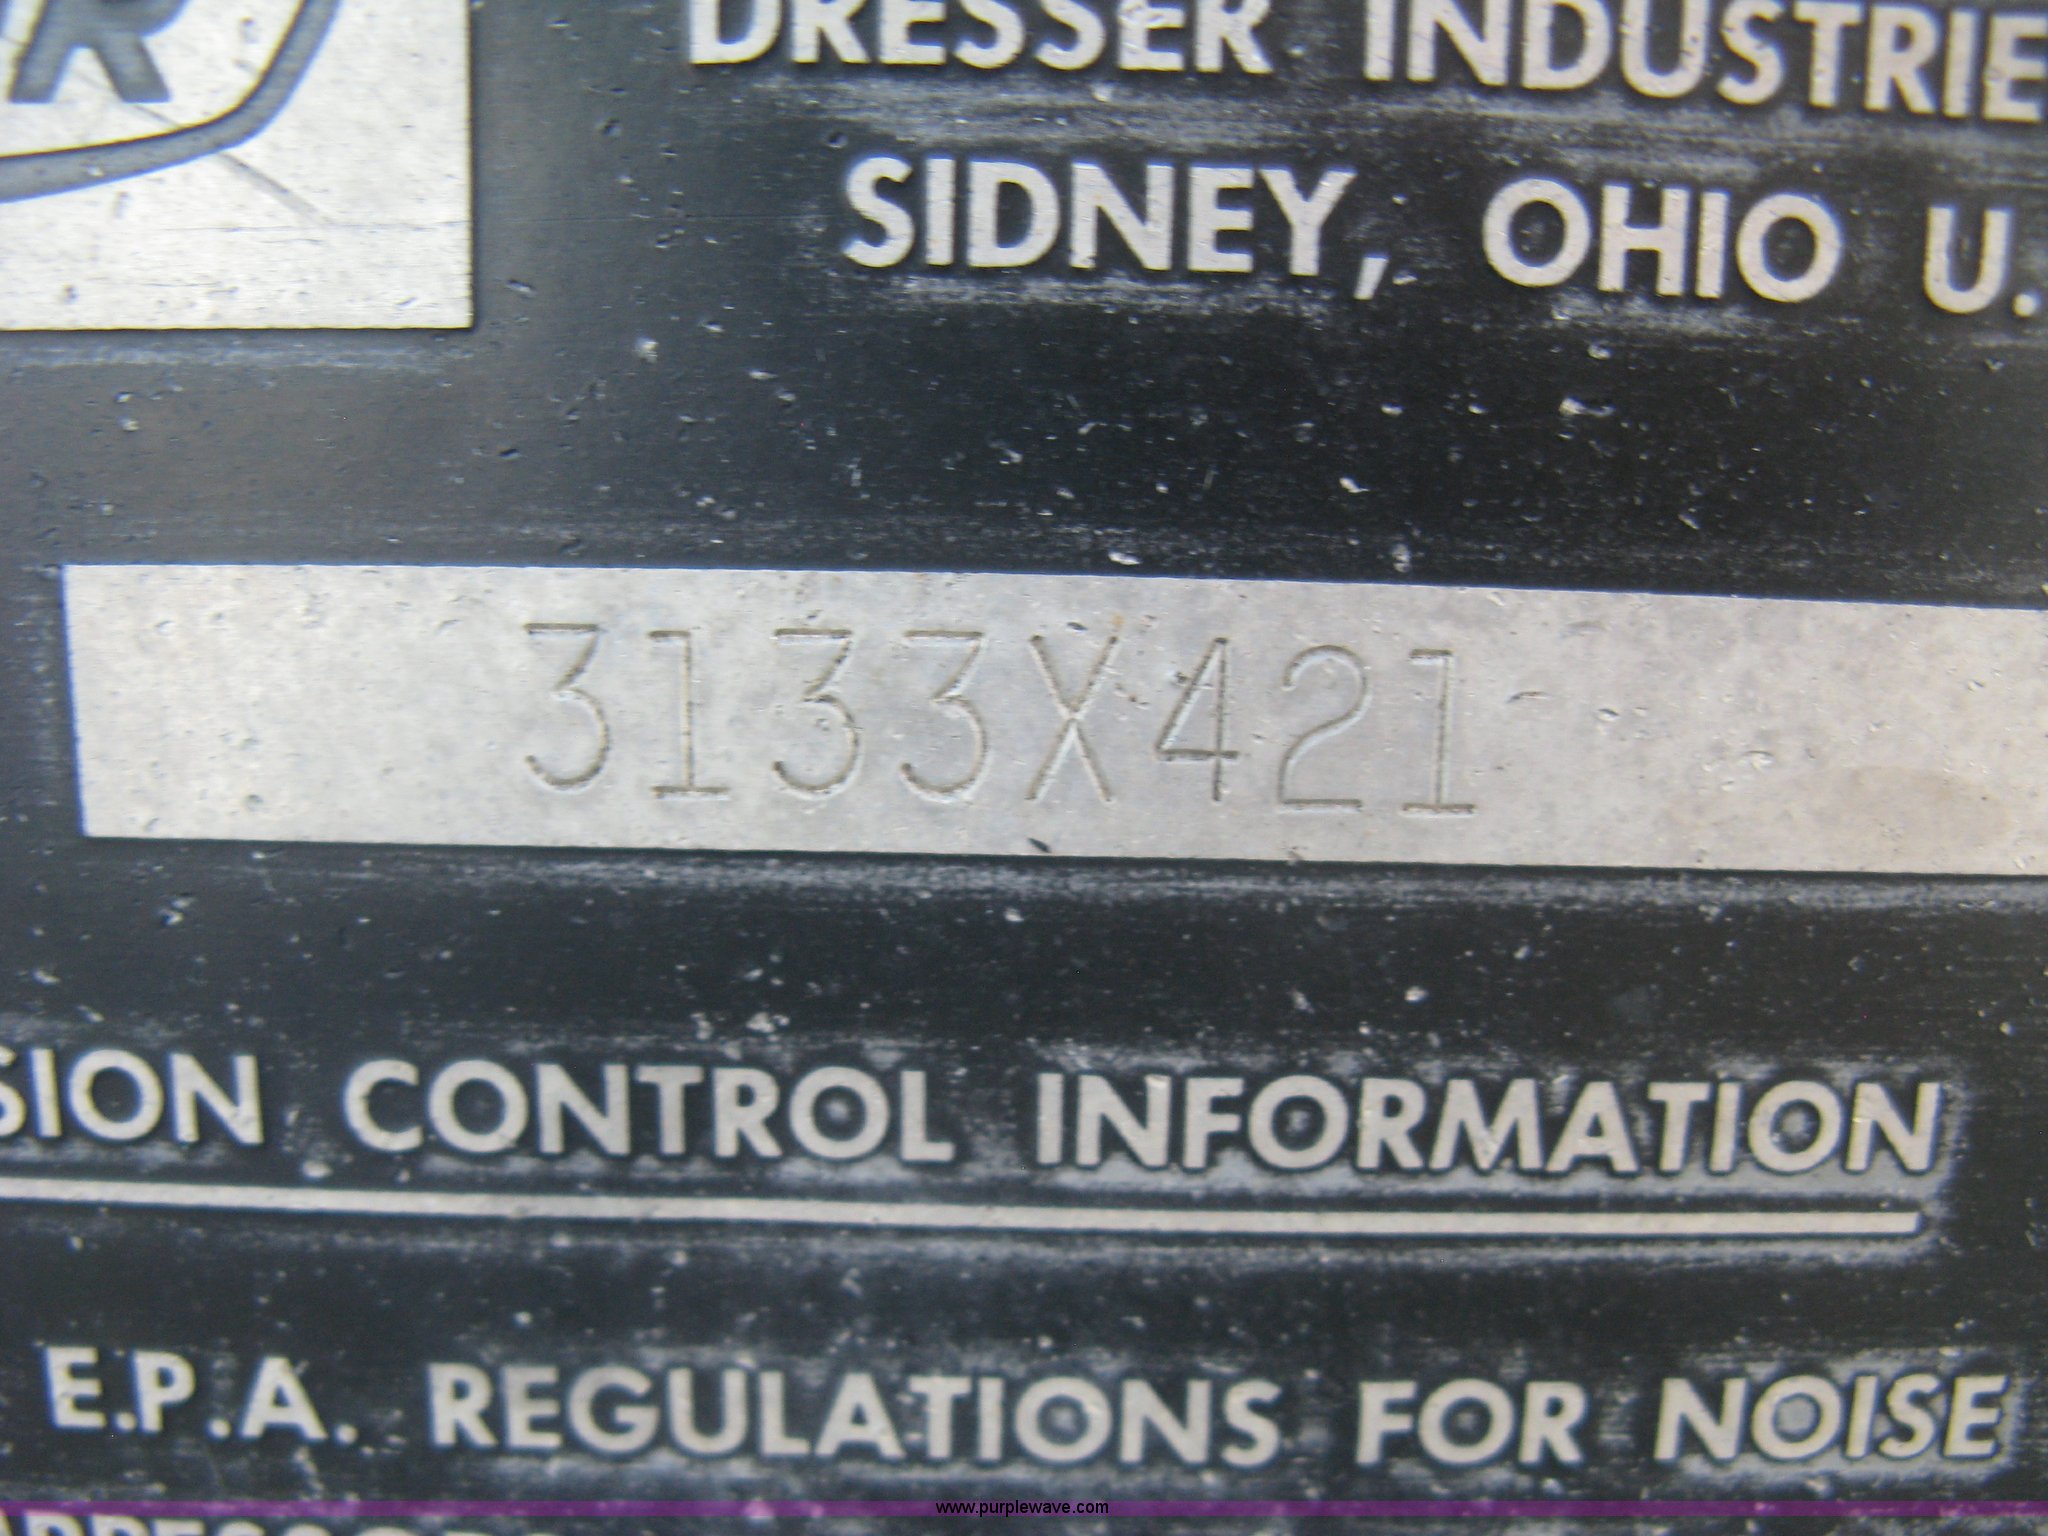 R
DRESSER INDUSTRIE
SIDNEY, OHIO U.
3133X421
SION CONTROL INFORMATION
E.P.A. REGULATIONS FOR NOISE
www.purplewave.com